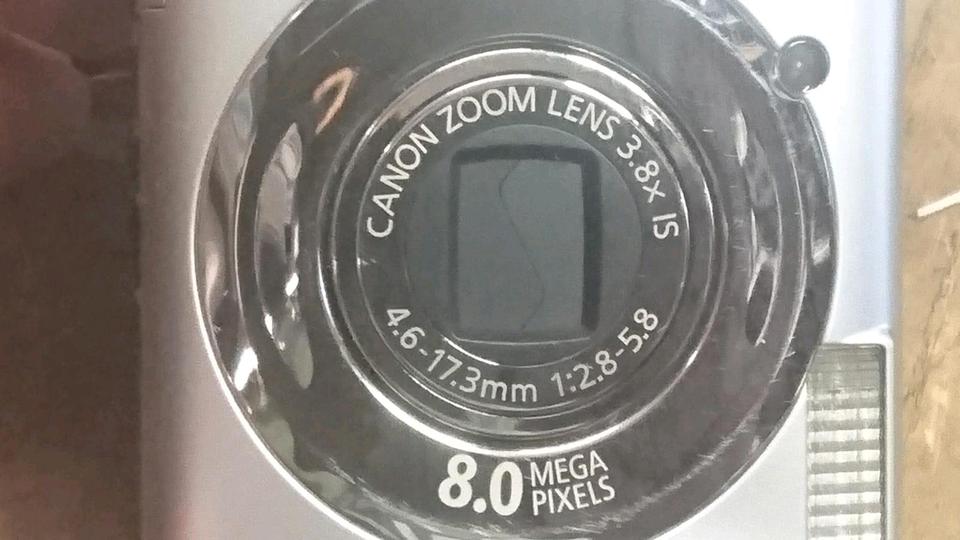 CANON ZOOM LENS 3.8x IS
4.6-17.3mm 1:2.8-5.8
8.0 MEGA
PIXELS